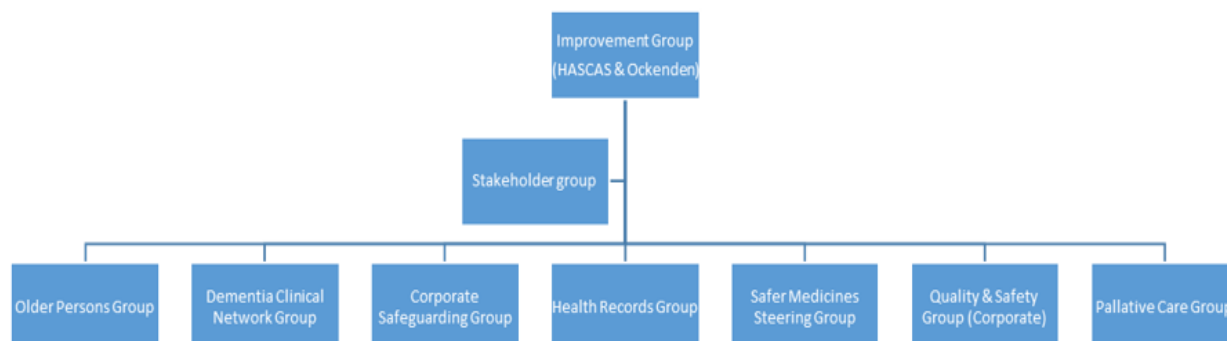 Improvement Group
(HASCAS & Ockenden)
Stakeholder group
Older Persons Group
Dementia Clinical
Network Group
Corporate
Safeguarding Group
Health Records Group
Safer Medicines
Steering Group
Quality & Safety
Group (Corporate)
Pallative Care Group